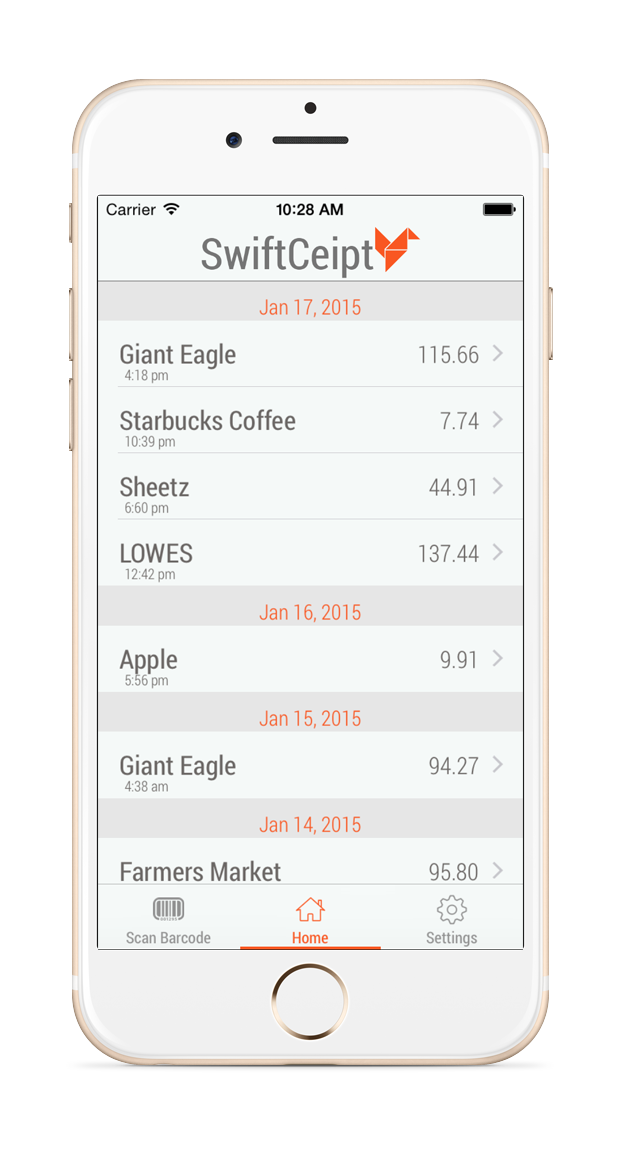 Carrier 10:28 AM
SwiftCeipt
Jan 17, 2015
Giant Eagle 115.66
4:18 pm
Starbucks Coffee 7.74
10:39 pm
Sheetz 44.91
6:60 pm
LOWES 137.44
12:42 pm
Jan 16, 2015
Apple 9.91
5:56 pm
Jan 15, 2015
Giant Eagle 94.27
4:38 am
Jan 14, 2015
Farmers Market 95.80
Scan Barcode Home Settings